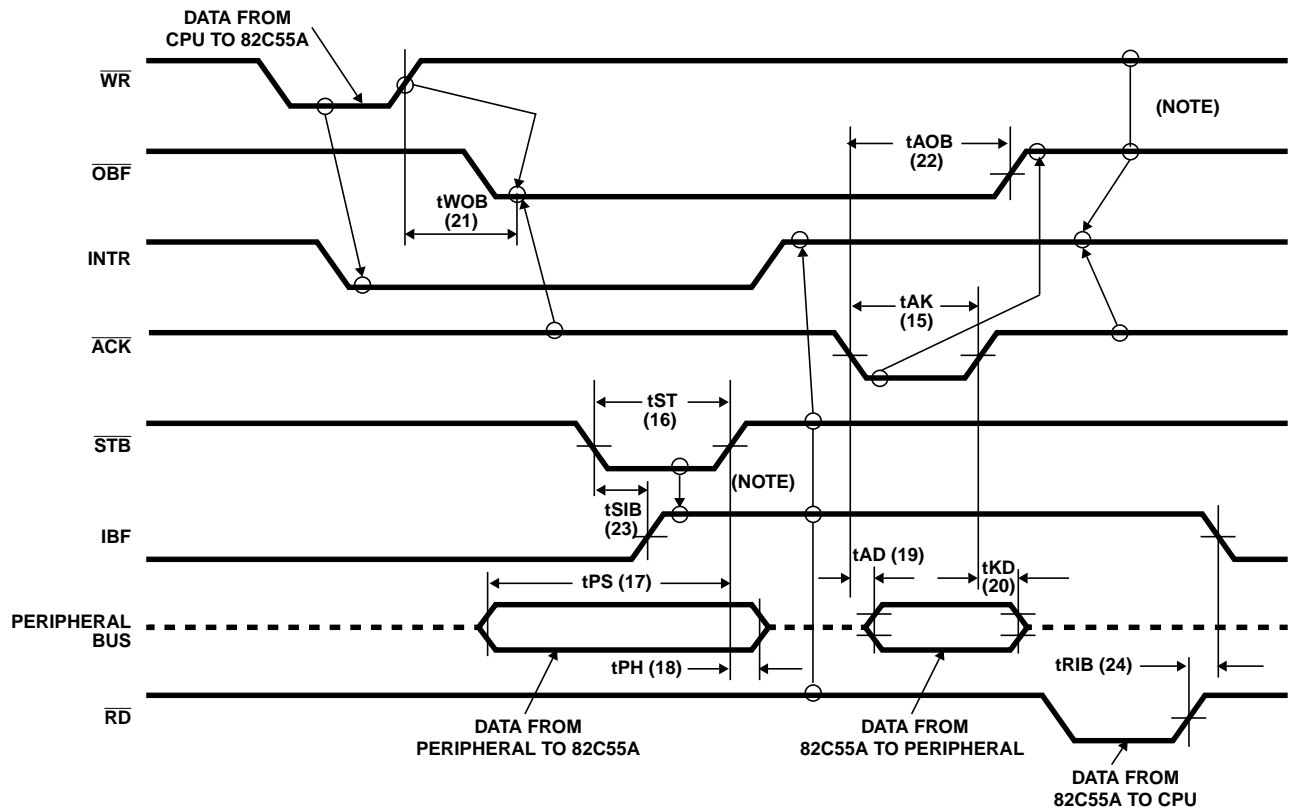 DATA FROM
CPU TO 82C55A
WR
(NOTE)
tAOB
(22)
OBF
tWOB
(21)
INTR
tAK
(15)
ACK
tST
(16)
STB
(NOTE)
tSIB
(23)
IBF
tAD (19)
tKD
(20)
tPS (17)
PERIPHERAL
BUS
tPH (18)
tRIB (24)
RD
DATA FROM
PERIPHERAL TO 82C55A
DATA FROM
82C55A TO PERIPHERAL
DATA FROM
82C55A TO CPU